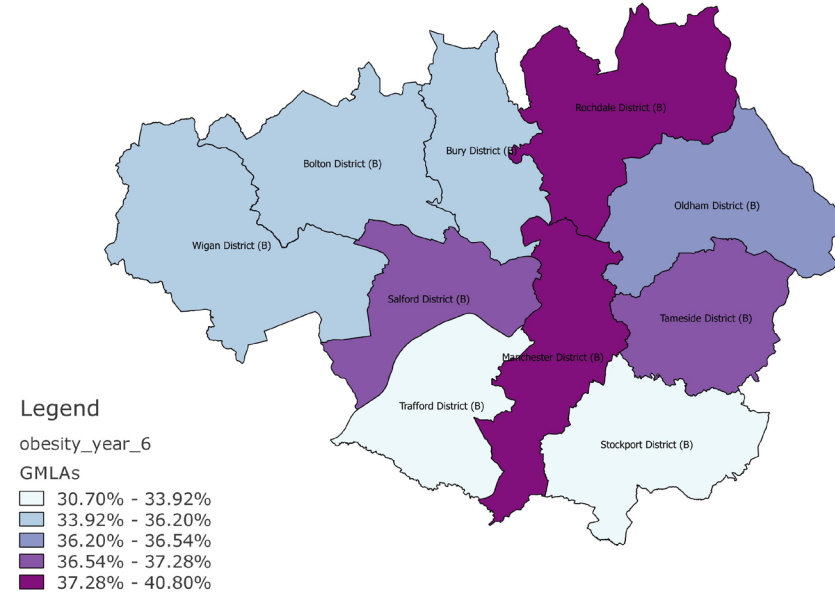 Rochdale District (B)
Bury District (B)
Bolton District (B)
Oldham District (B)
Wigan District (B)
Salford District (B)
Tameside District (B)
Manchester District (B)
Trafford District (B)
Stockport District (B)
Legend
obesity_year_6
GMLAs
30.70% - 33.92%
33.92% - 36.20%
36.20% - 36.54%
36.54% - 37.28%
37.28% - 40.80%